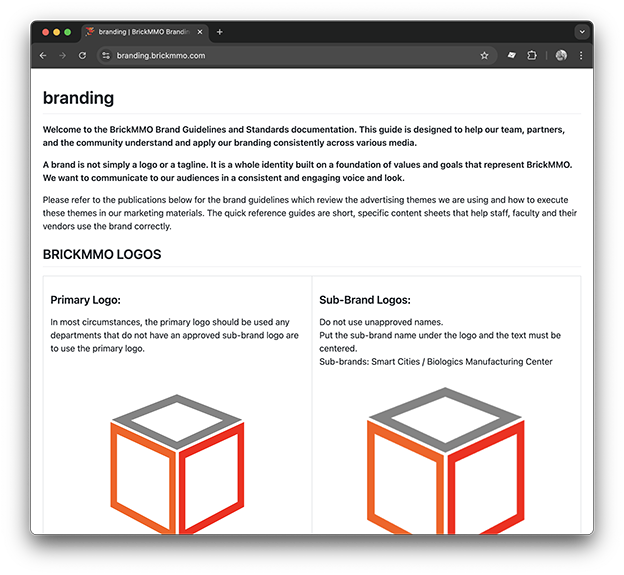 branding | BrickMMO Brandin
branding.brickmmo.com
branding
Welcome to the BrickMMO Brand Guidelines and Standards documentation. This guide is designed to help our team, partners,
and the community understand and apply our branding consistently across various media.
A brand is not simply a logo or a tagline. It is a whole identity built on a foundation of values and goals that represent BrickMMO.
We want to communicate to our audiences in a consistent and engaging voice and look.
Please refer to the publications below for the brand guidelines which review the advertising themes we are using and how to execute
these themes in our marketing materials. The quick reference guides are short, specific content sheets that help staff, faculty and their
vendors use the brand correctly.
BRICKMMO LOGOS
Primary Logo:
In most circumstances, the primary logo should be used any
departments that do not have an approved sub-brand logo are
to use the primary logo.
Sub-Brand Logos:
Do not use unapproved names.
Put the sub-brand name under the logo and the text must be
centered.
Sub-brands: Smart Cities / Biologics Manufacturing Center